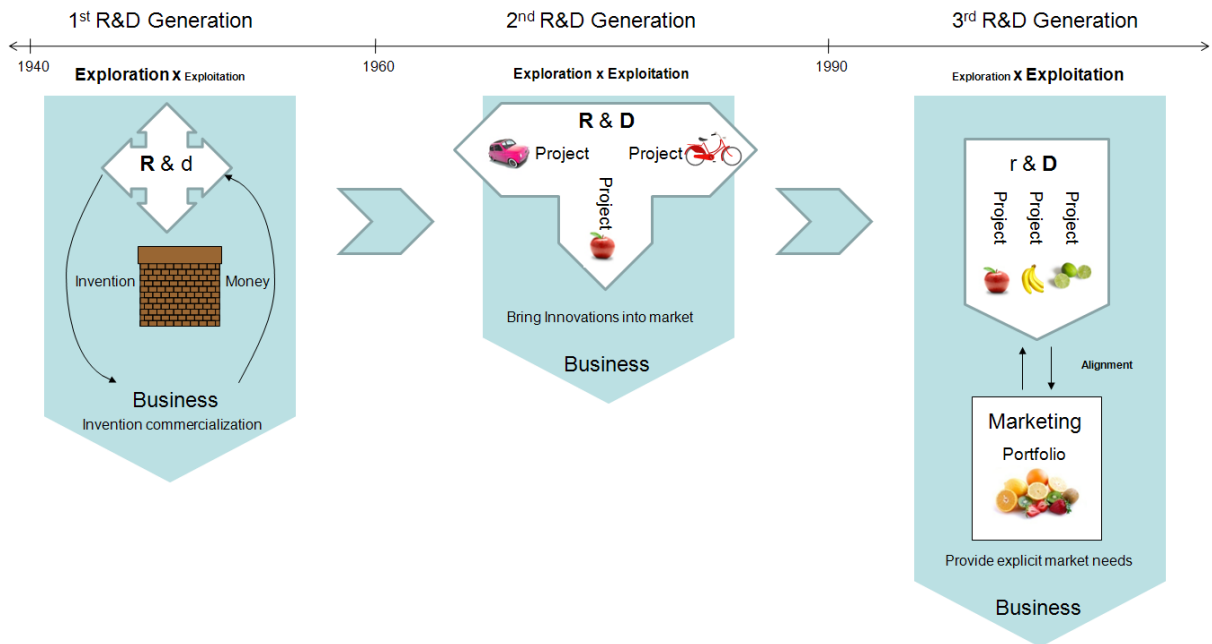 1st R&D Generation
2nd R&D Generation
3rd R&D Generation
1940
1960
1990
Exploration x Exploitation
R & d
Invention
Money
Business
Invention commercialization
Exploration x Exploitation
R & D
Project
Project
Project
Bring Innovations into market
Business
Exploration x Exploitation
r & D
Project
Project
Project
Alignment
Marketing
Portfolio
Provide explicit market needs
Business